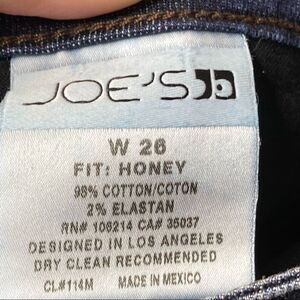 JOE'S
W 26
FIT: HONEY
98% COTTON/COTON
2% ELASTAN
RN# 106214 CA# 35037
DESIGNED IN LOS ANGELES
DRY CLEAN RECOMMENDED
CL#114M MADE IN MEXICO